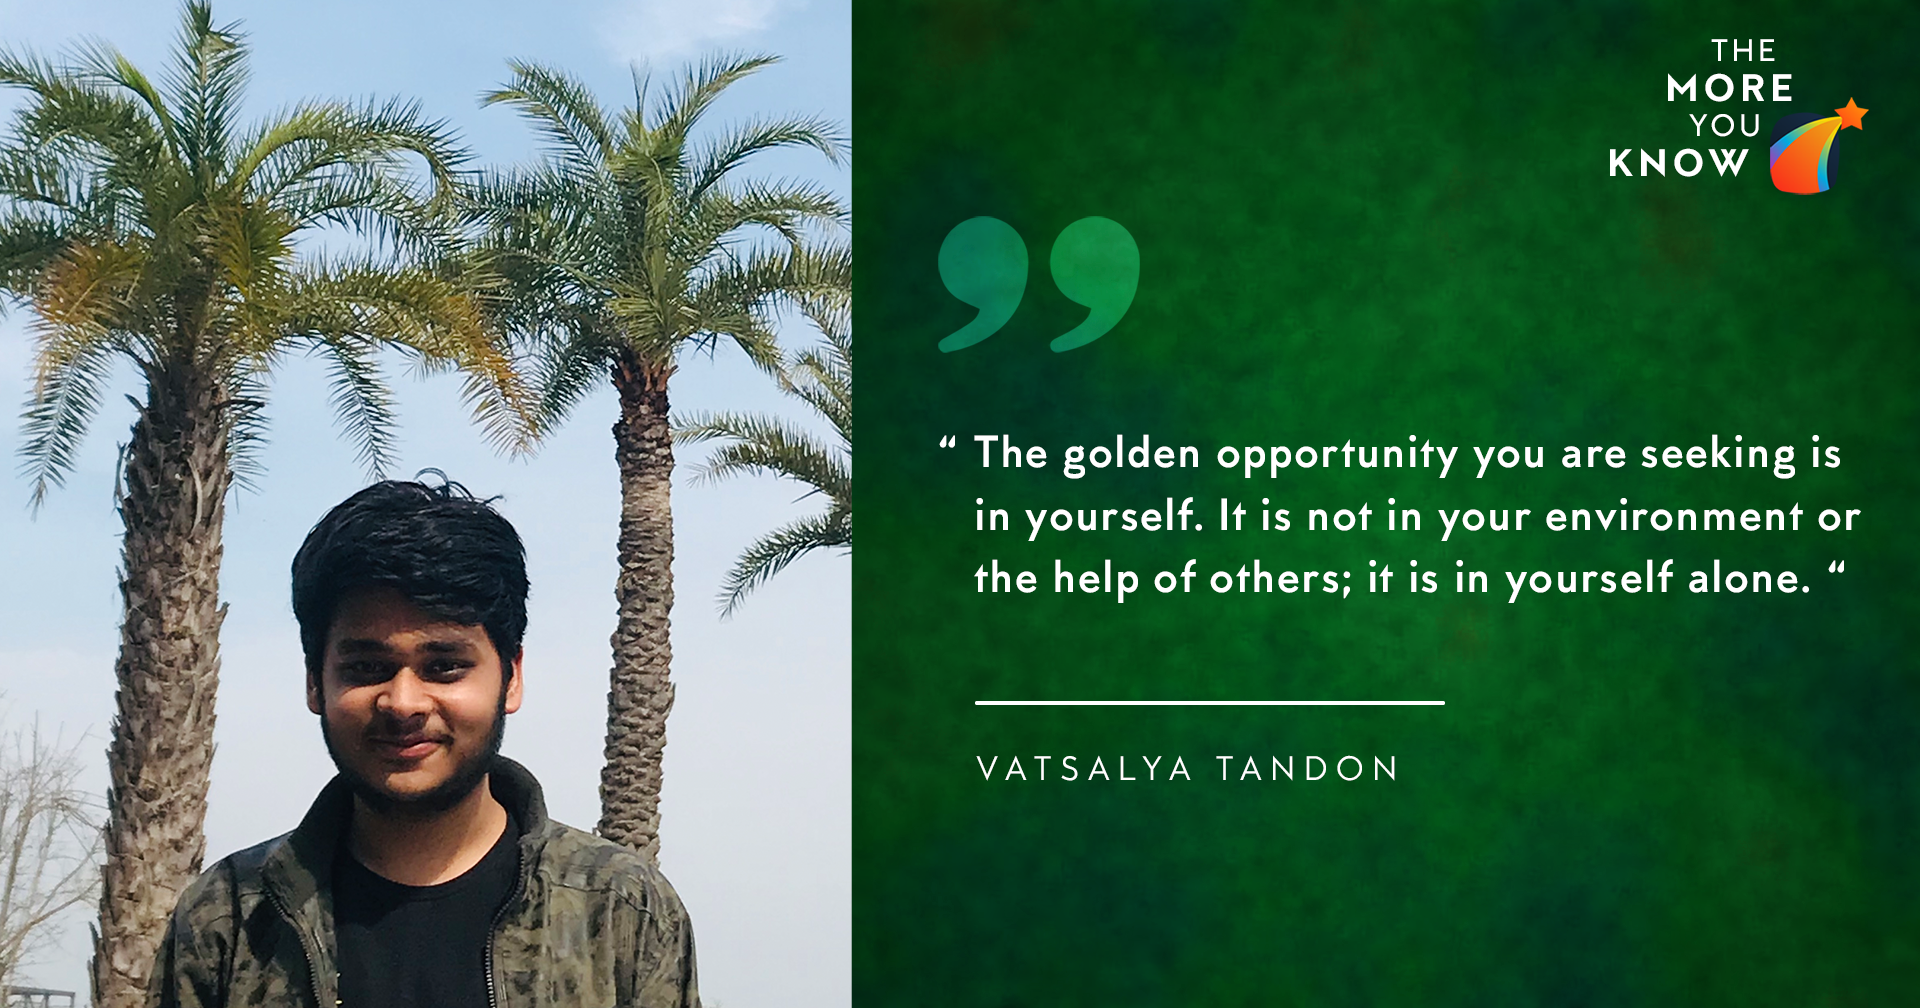 THE
MORE
YOU
KNOW
“ The golden opportunity you are seeking is
in yourself. It is not in your environment or
the help of others; it is in yourself alone. “
VATSALYA TANDON